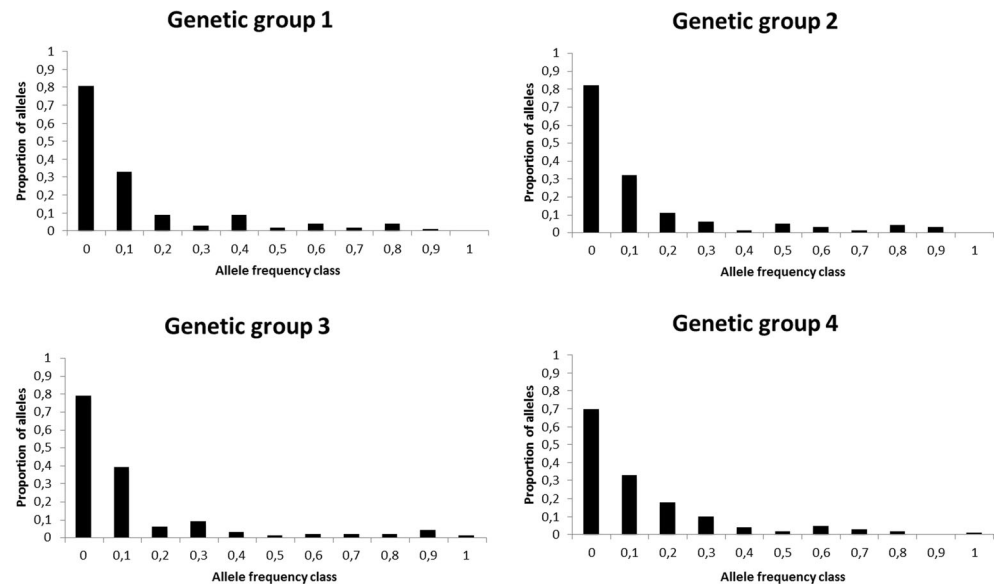 Genetic group 1
Proportion of alleles
1
0,9
0,8
0,7
0,6
0,5
0,4
0,3
0,2
0,1
0
0 0,1 0,2 0,3 0,4 0,5 0,6 0,7 0,8 0,9 1
Allele frequency class
Genetic group 2
Proportion of alleles
1
0,9
0,8
0,7
0,6
0,5
0,4
0,3
0,2
0,1
0
0 0,1 0,2 0,3 0,4 0,5 0,6 0,7 0,8 0,9 1
Allele frequency class
Genetic group 3
Proportion of alleles
1
0,9
0,8
0,7
0,6
0,5
0,4
0,3
0,2
0,1
0
0 0,1 0,2 0,3 0,4 0,5 0,6 0,7 0,8 0,9 1
Allele frequency class
Genetic group 4
Proportion of alleles
1
0,9
0,8
0,7
0,6
0,5
0,4
0,3
0,2
0,1
0
0 0,1 0,2 0,3 0,4 0,5 0,6 0,7 0,8 0,9 1
Allele frequency class